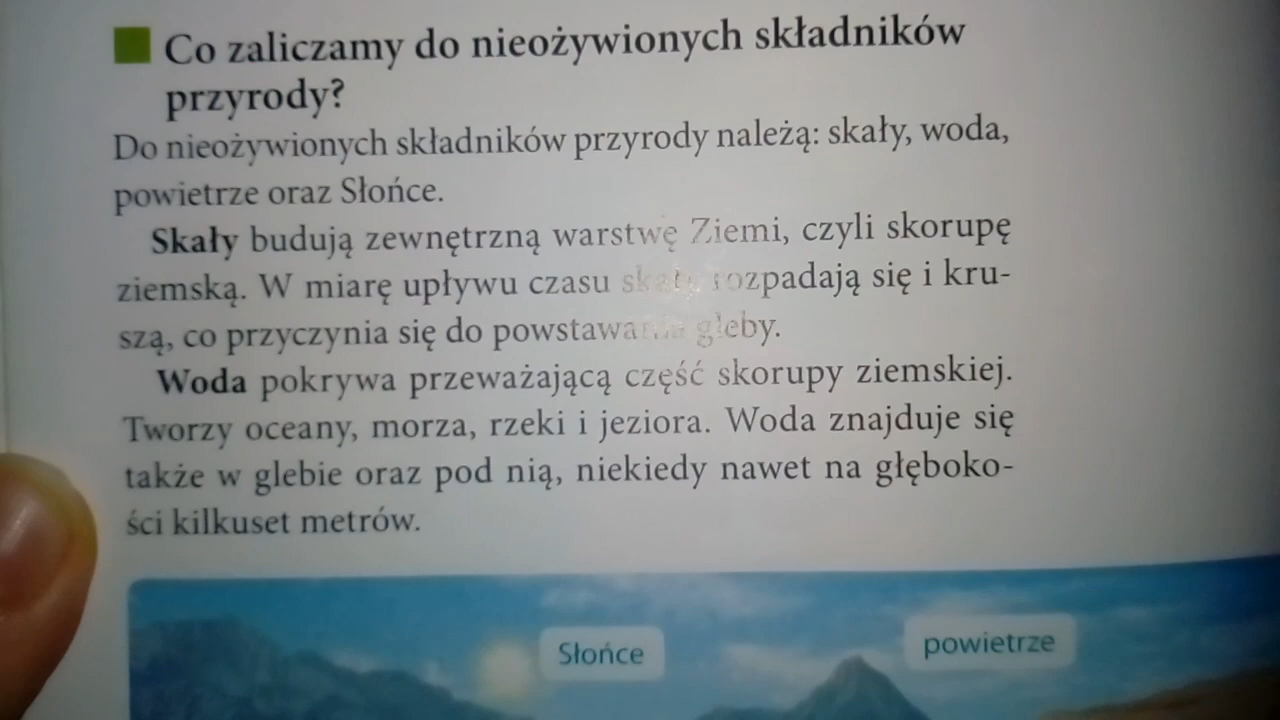 Co zaliczamy do nieożywionych składników
przyrody?
Do nieożywionych składników przyrody należą: skały, woda,
powietrze oraz Słońce.
Skały budują zewnętrzną warstwę Ziemi, czyli skorupę
ziemską. W miarę upływu czasu skały rozpadają się i kru-
szą, co przyczynia się do powstawania gleby.
Woda pokrywa przeważającą część skorupy ziemskiej.
Tworzy oceany, morza, rzeki i jeziora. Woda znajduje się
także w glebie oraz pod nią, niekiedy nawet na głęboko-
ści kilkuset metrów.
Słońce
powietrze